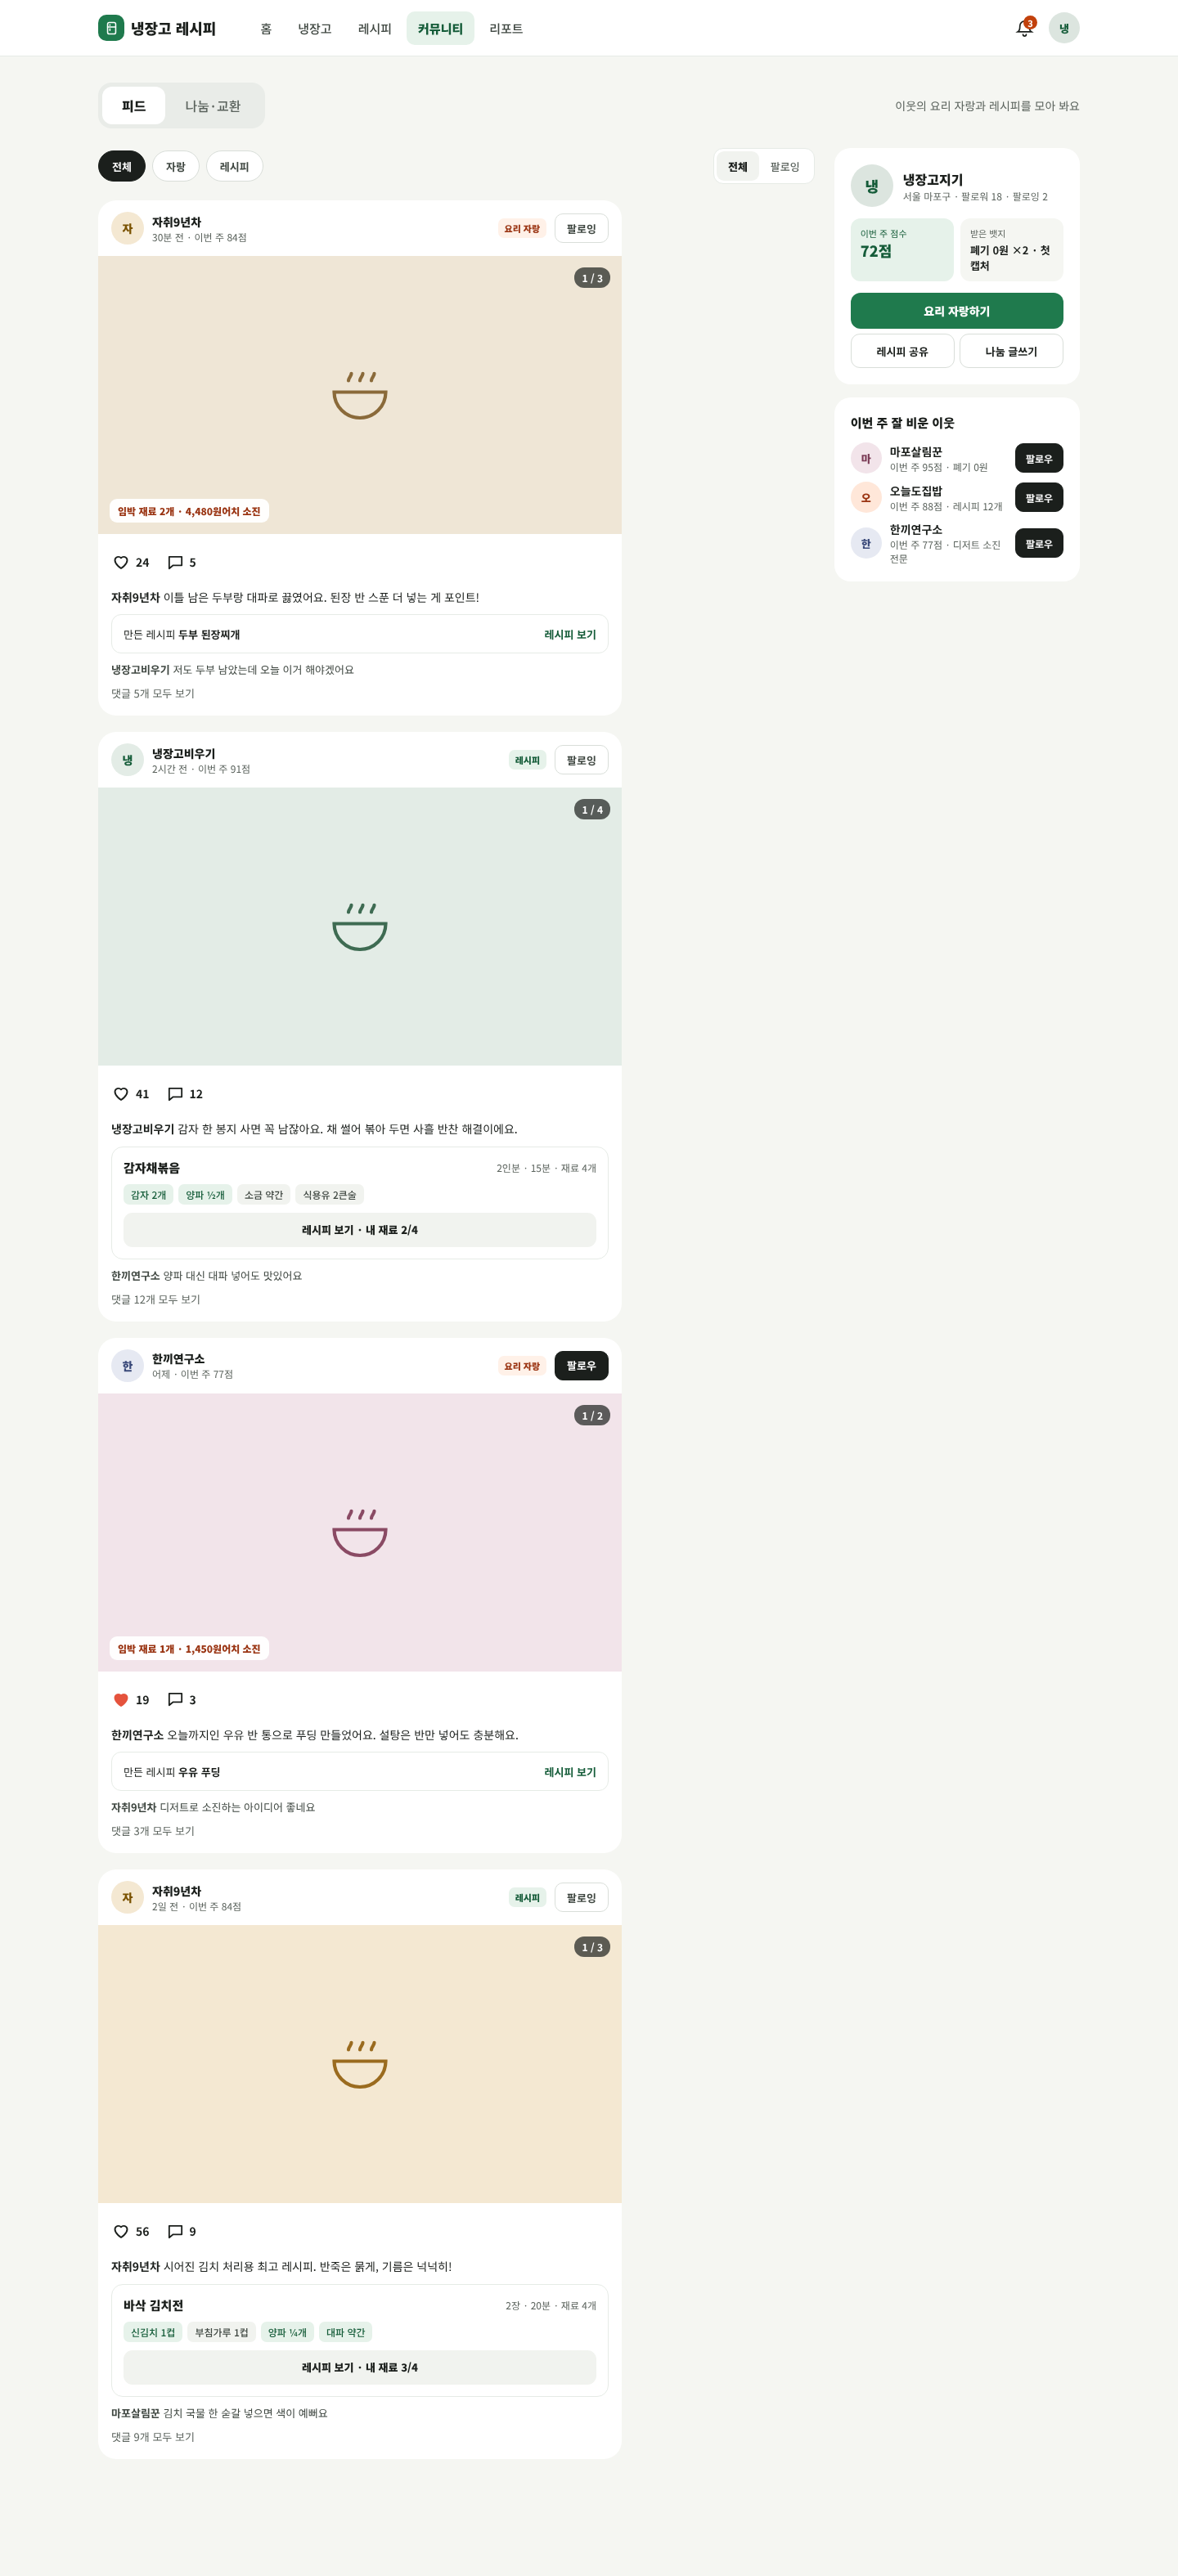 냉장고 레시피
홈
냉장고
레시피
커뮤니티
리포트
3
냉
피드
나눔·교환
이웃의 요리 자랑과 레시피를 모아 봐요
전체
자랑
레시피
전체
팔로잉
자
자취9년차
30분 전 · 이번 주 84점
요리 자랑
팔로잉
1 / 3
임박 재료 2개 · 4,480원어치 소진
24
5
자취9년차 이틀 남은 두부랑 대파로 끓였어요. 된장 반 스푼 더 넣는 게 포인트!
만든 레시피 두부 된장찌개
레시피 보기
냉장고비우기 저도 두부 남았는데 오늘 이거 해야겠어요
댓글 5개 모두 보기
냉
냉장고비우기
2시간 전 · 이번 주 91점
레시피
팔로잉
1 / 4
41
12
냉장고비우기 감자 한 봉지 사면 꼭 남잖아요. 채 썰어 볶아 두면 사흘 반찬 해결이에요.
감자채볶음
2인분 · 15분 · 재료 4개
감자 2개
양파 ½개
소금 약간
식용유 2큰술
레시피 보기 · 내 재료 2/4
한끼연구소 양파 대신 대파 넣어도 맛있어요
댓글 12개 모두 보기
한
한끼연구소
어제 · 이번 주 77점
요리 자랑
팔로우
1 / 2
임박 재료 1개 · 1,450원어치 소진
19
3
한끼연구소 오늘까지인 우유 반 통으로 푸딩 만들었어요. 설탕은 반만 넣어도 충분해요.
만든 레시피 우유 푸딩
레시피 보기
자취9년차 디저트로 소진하는 아이디어 좋네요
댓글 3개 모두 보기
자
자취9년차
2일 전 · 이번 주 84점
레시피
팔로잉
1 / 3
56
9
자취9년차 시어진 김치 처리용 최고 레시피. 반죽은 묽게, 기름은 넉넉히!
바삭 김치전
2장 · 20분 · 재료 4개
신김치 1컵
부침가루 1컵
양파 ¼개
대파 약간
레시피 보기 · 내 재료 3/4
마포살림꾼 김치 국물 한 숟갈 넣으면 색이 예뻐요
댓글 9개 모두 보기
냉
냉장고지기
서울 마포구 · 팔로워 18 · 팔로잉 2
이번 주 점수
72점
받은 뱃지
폐기 0원 ×2 · 첫
캡처
요리 자랑하기
레시피 공유
나눔 글쓰기
이번 주 잘 비운 이웃
마
마포살림꾼
이번 주 95점 · 폐기 0원
팔로우
오
오늘도집밥
이번 주 88점 · 레시피 12개
팔로우
한
한끼연구소
이번 주 77점 · 디저트 소진
전문
팔로우